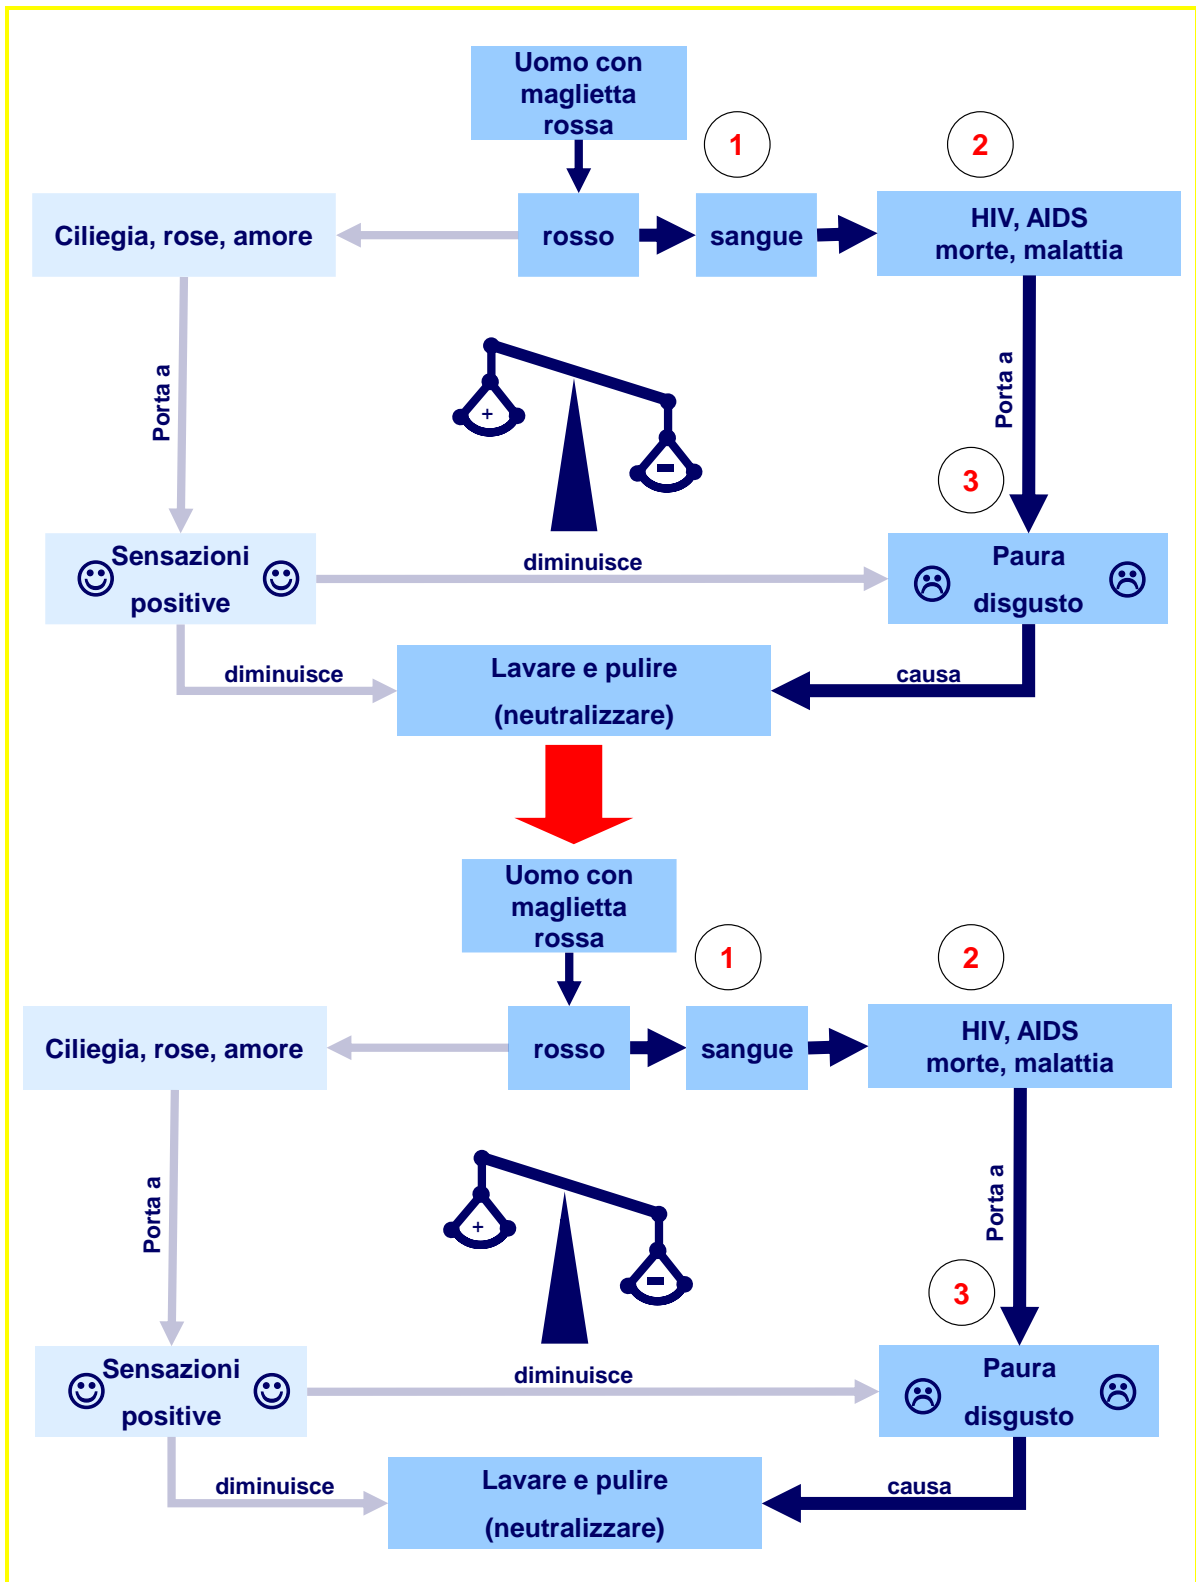 Uomo con
maglietta
rossa
1
2
Ciliegia, rose, amore
rosso
sangue
HIV, AIDS
morte, malattia
Porta a
Porta a
+
-
3
Sensazioni
positive
diminuisce
Paura
disgusto
diminuisce
Lavare e pulire
(neutralizzare)
causa
Uomo con
maglietta
rossa
1
2
Ciliegia, rose, amore
rosso
sangue
HIV, AIDS
morte, malattia
Porta a
Porta a
+
-
3
Sensazioni
positive
diminuisce
Paura
disgusto
diminuisce
Lavare e pulire
(neutralizzare)
causa